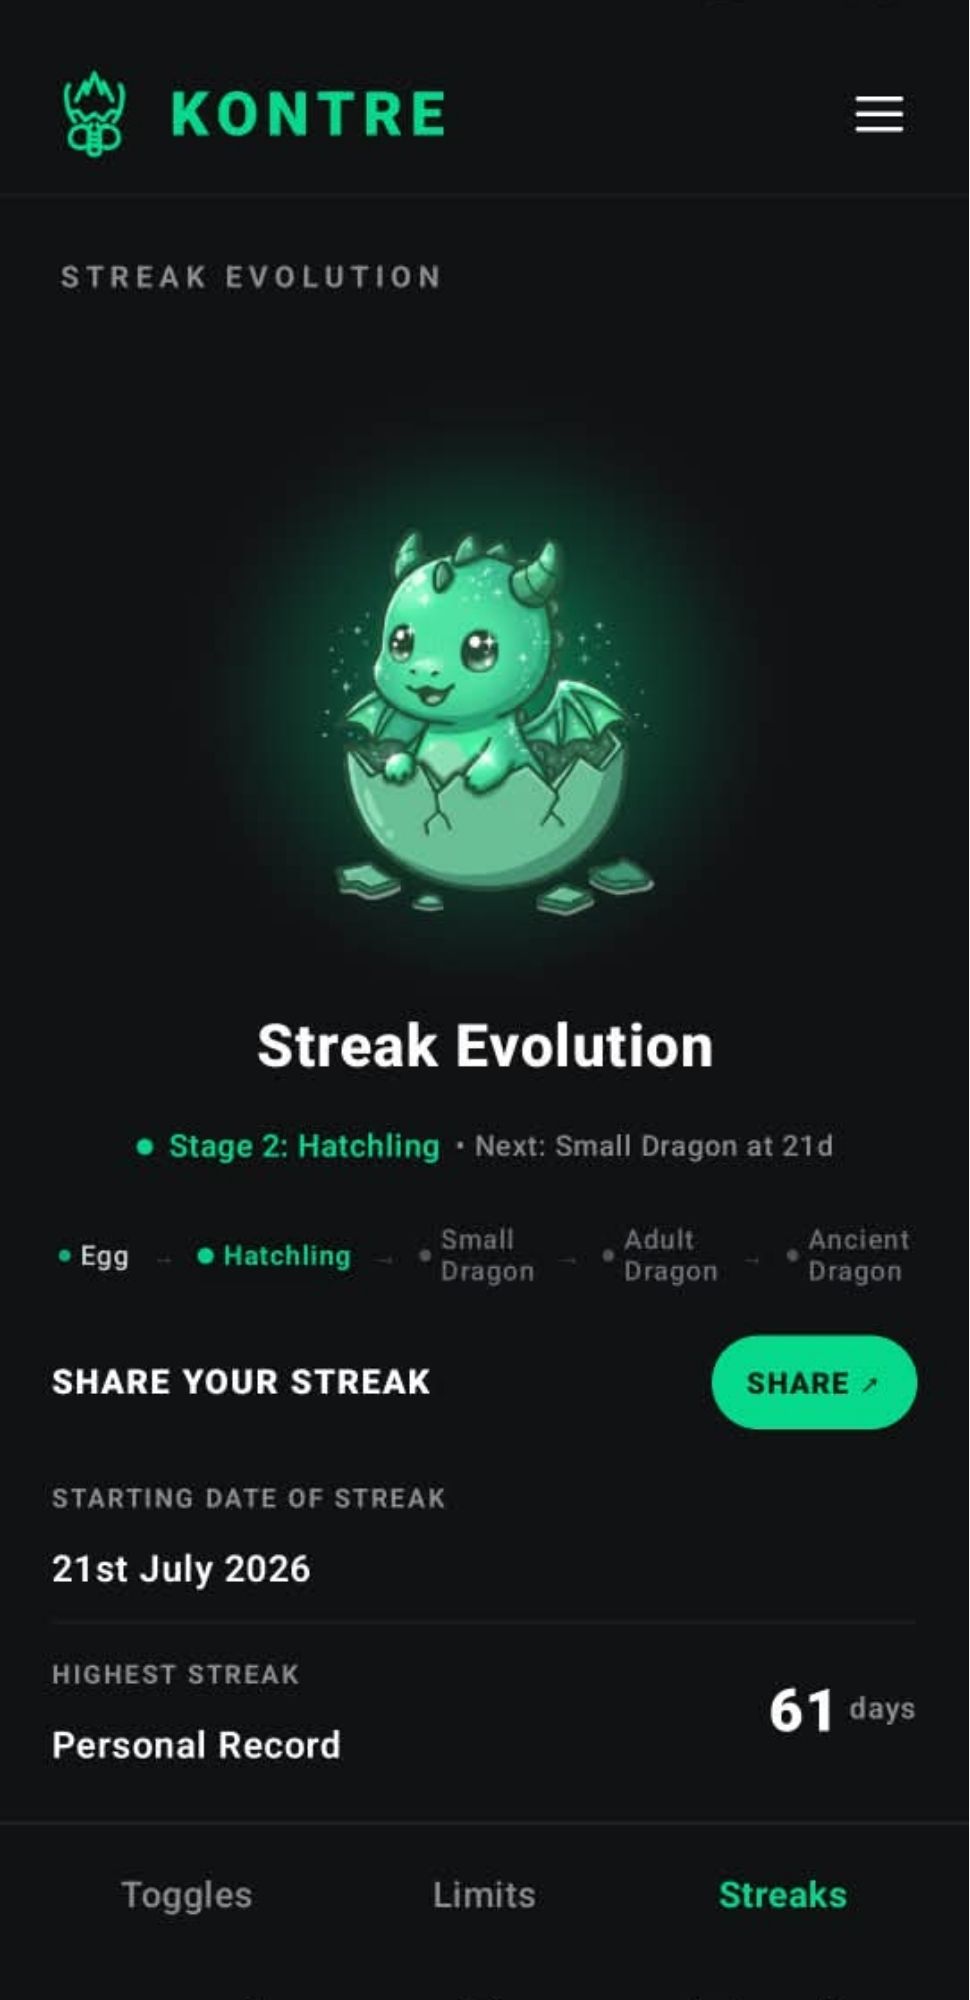 KONTRE
STREAK EVOLUTION
Streak Evolution
Stage 2: Hatchling • Next: Small Dragon at 21d
Egg → Hatchling → Small Dragon → Adult Dragon → Ancient Dragon
SHARE YOUR STREAK
SHARE ↗
STARTING DATE OF STREAK
21st July 2026
HIGHEST STREAK
61 days
Personal Record
Toggles Limits Streaks